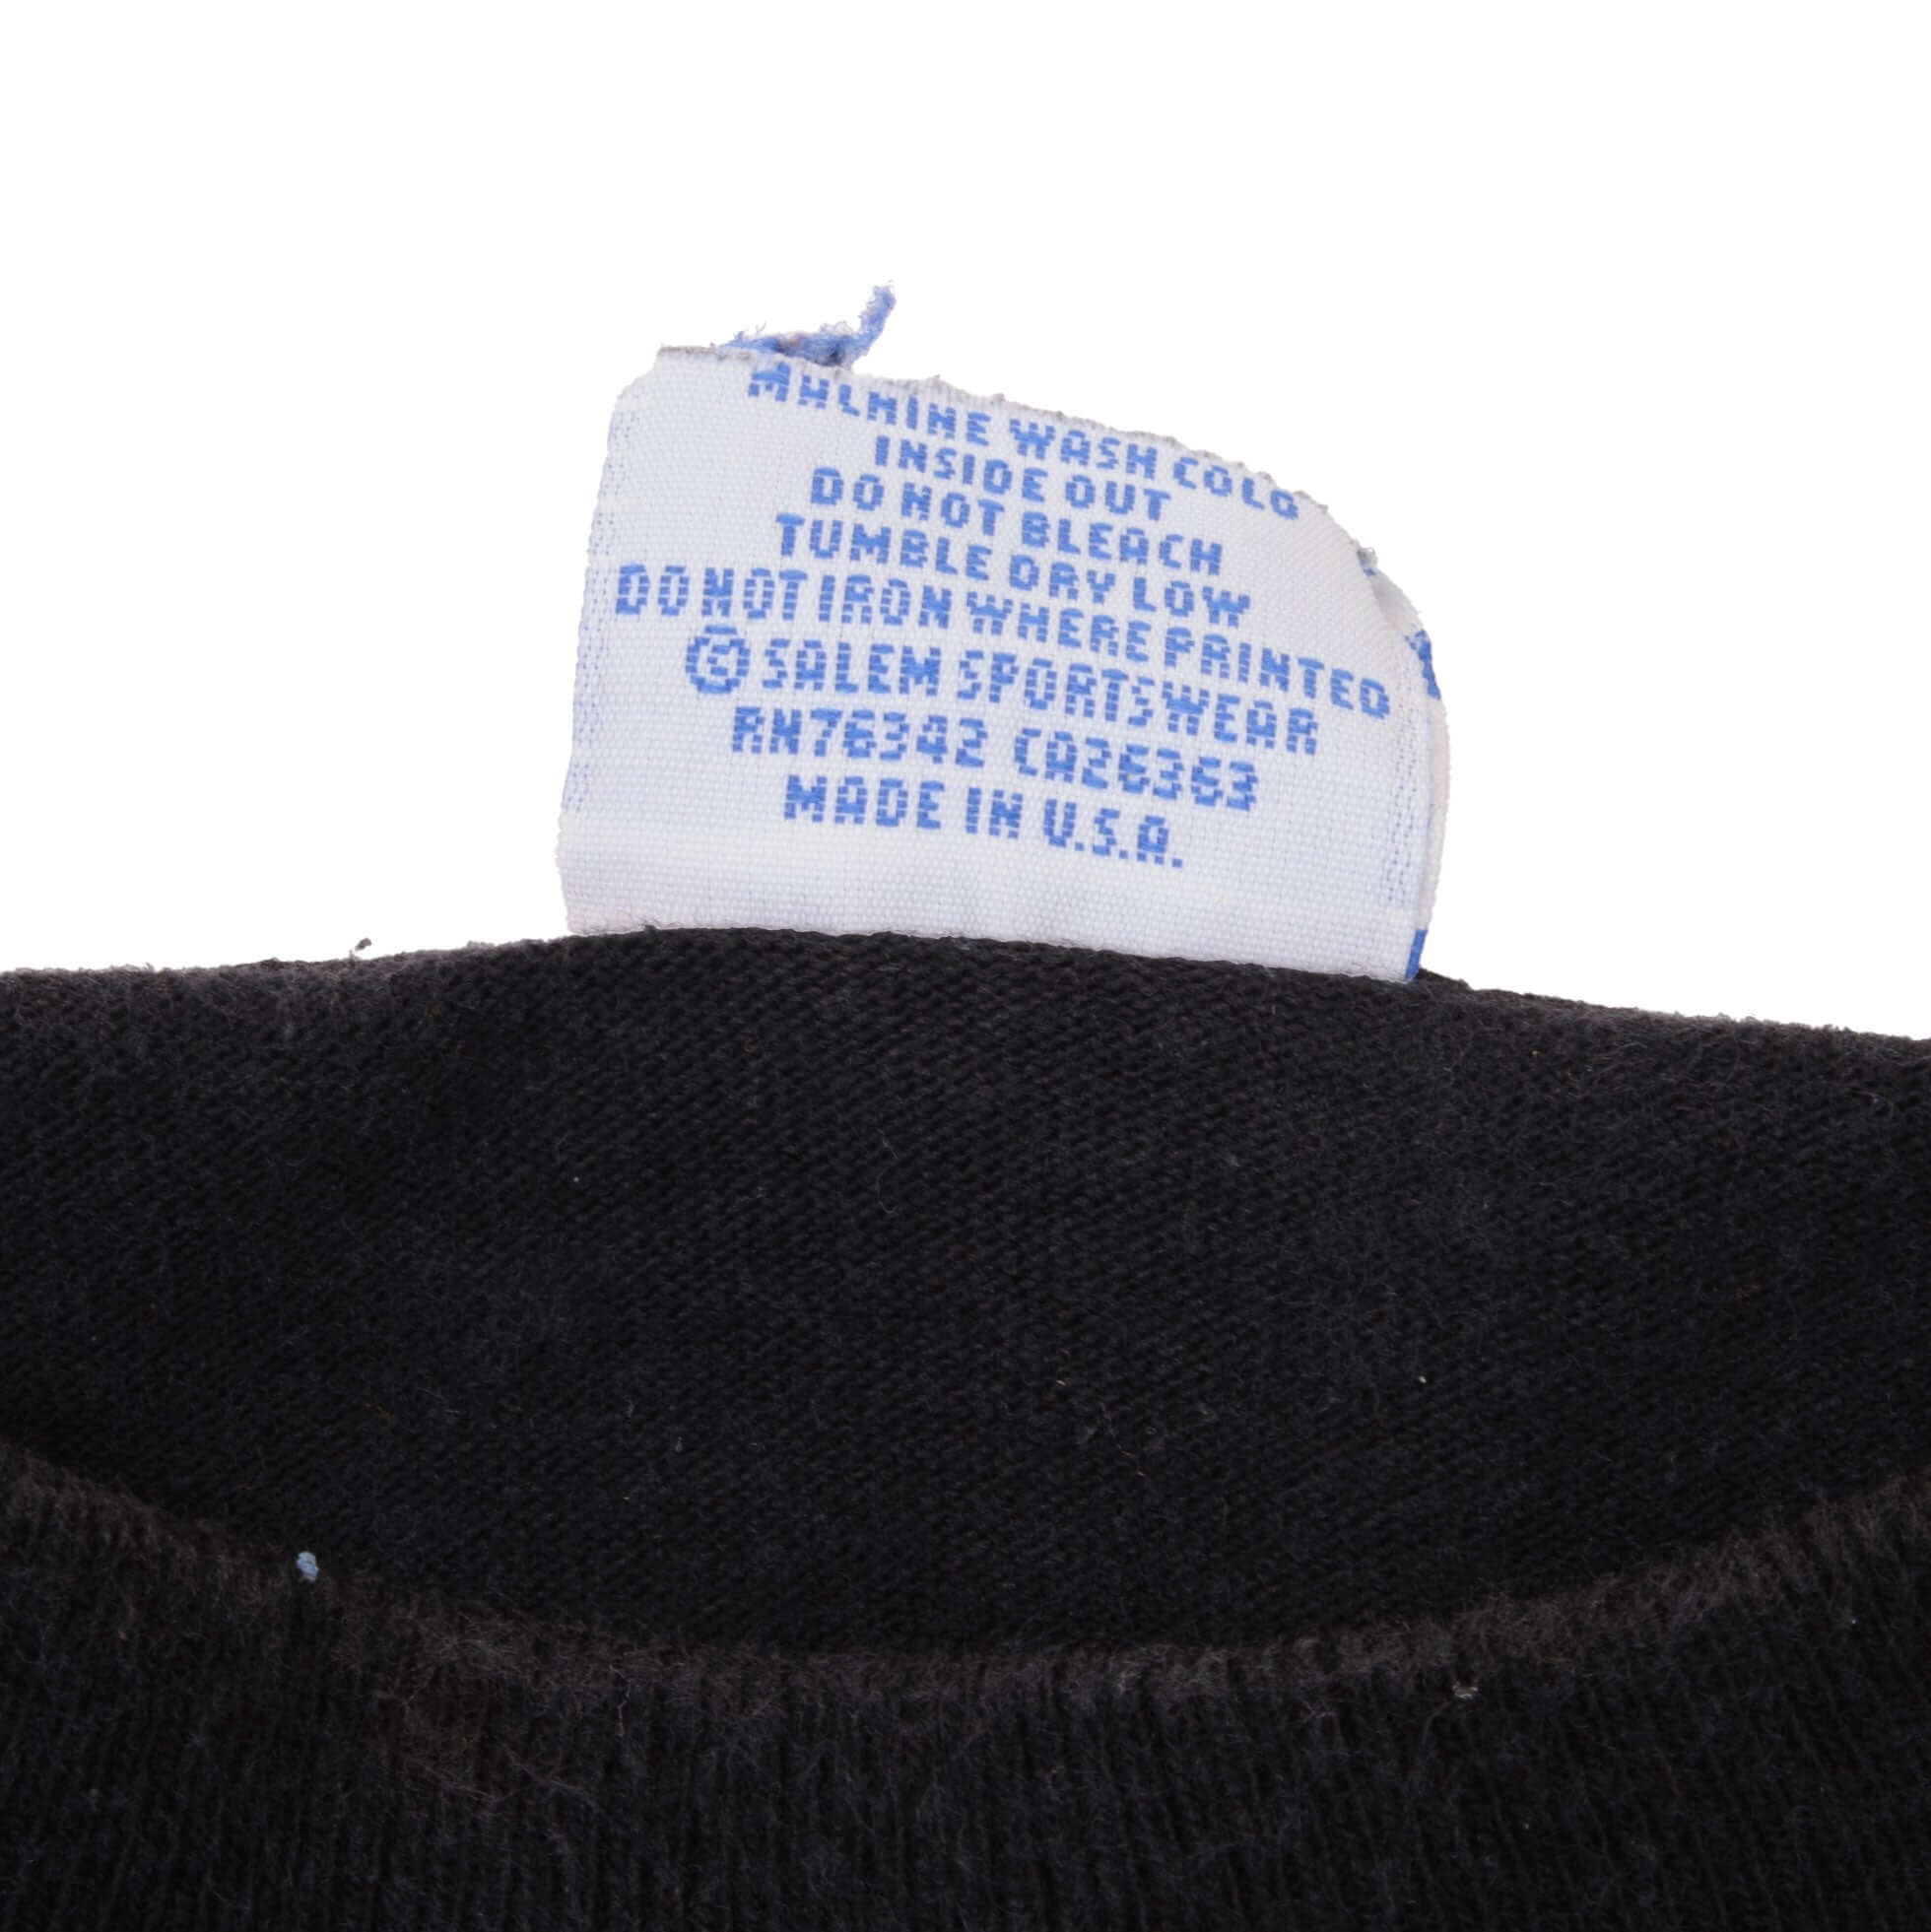 MACHINE WASH COLD
INSIDE OUT
DO NOT BLEACH
TUMBLE DRY LOW
DO NOT IRON WHERE PRINTED
© SALEM SPORTSWEAR
RN76342 CA26363
MADE IN U.S.A.